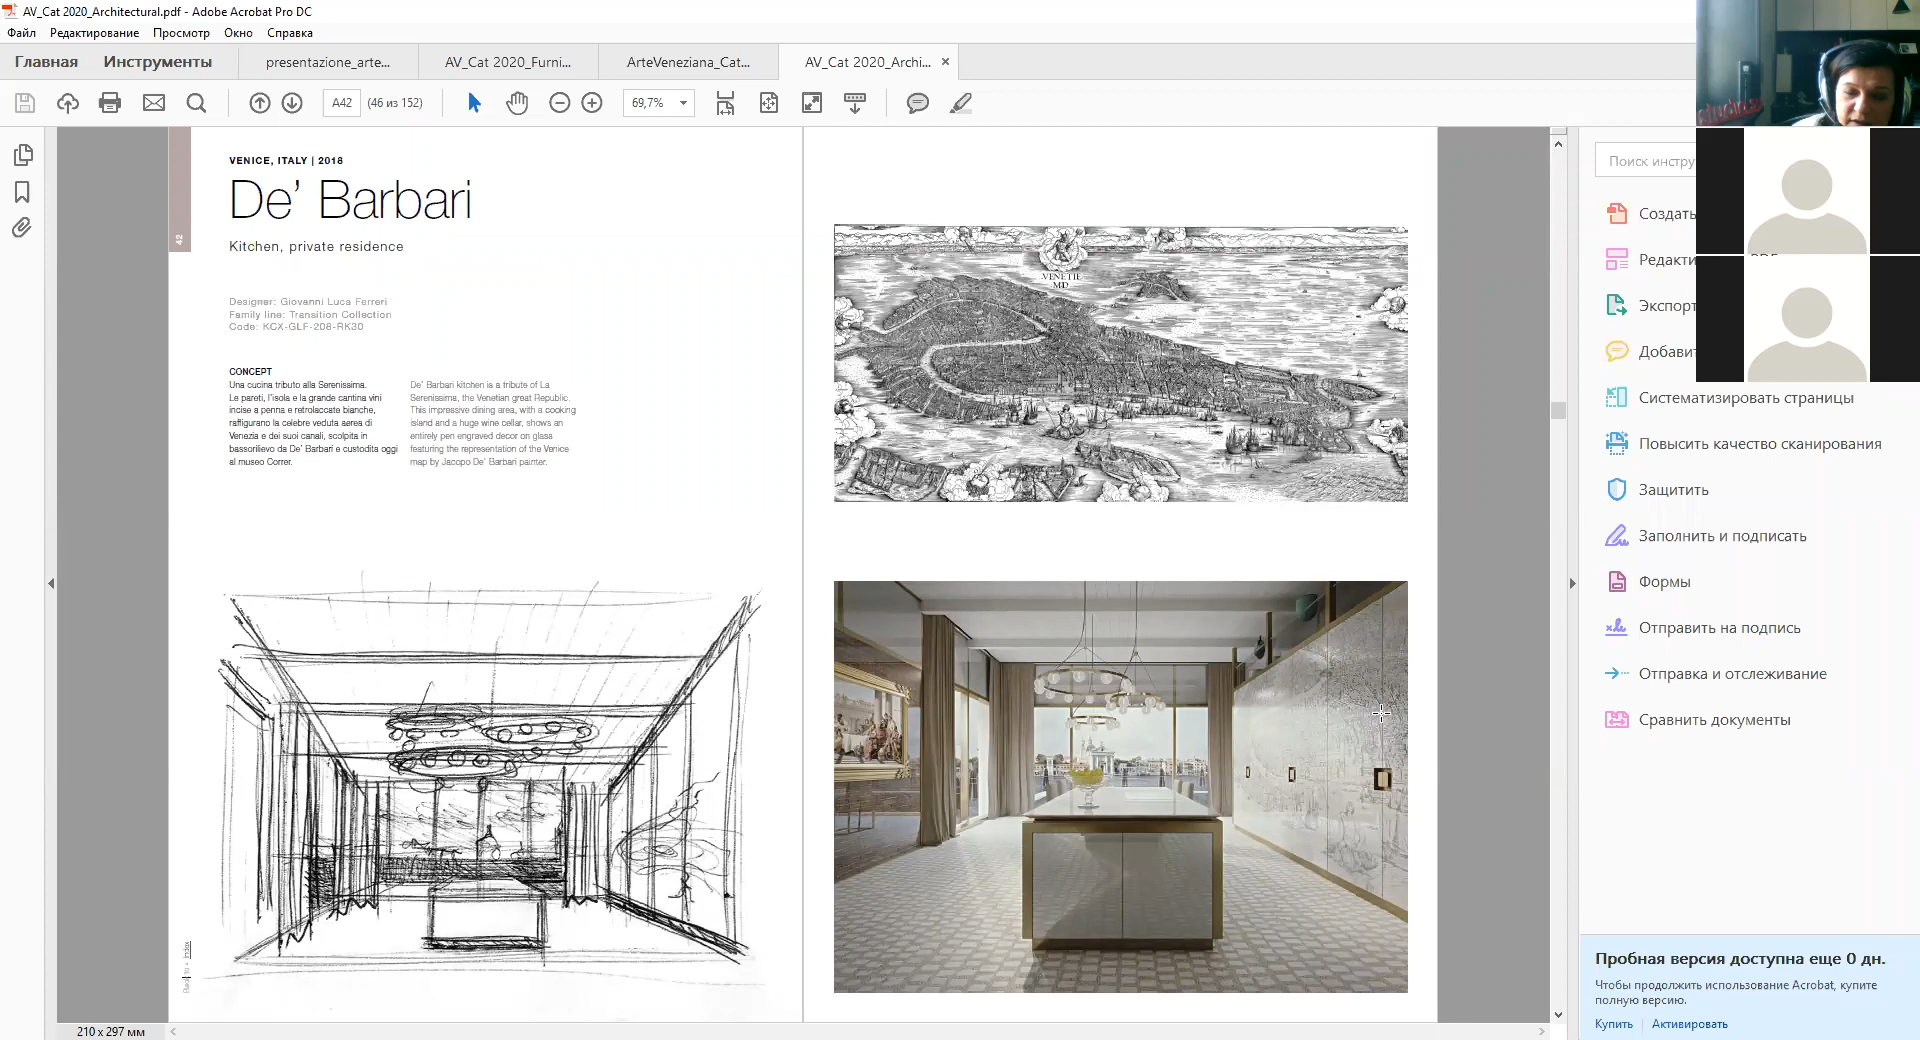 AV_Cat 2020_Architectural.pdf - Adobe Acrobat Pro DC
Файл Редактирование Просмотр Окно Справка
Главная Инструменты presentazione_arte... AV_Cat 2020_Furni... ArteVeneziana_Cat... AV_Cat 2020_Archi...
A42 (46 из 152) 69,7%
VENICE, ITALY | 2018
De' Barbari
42
Kitchen, private residence
Designer: Giovanni Luca Ferreri
Family line: Transition Collection
Code: KCX-GLF-208-RK30
CONCEPT
Una cucina tributo alla Serenissima.
Le pareti, l'isola e la grande cantina vini
incise a penna e retrolaccate bianche,
raffigurano la celebre veduta aerea di
Venezia e dei suoi canali, scolpita in
bassorilievo da De' Barbari e custodita oggi
al museo Correr.
De' Barbari kitchen is a tribute of La
Serenissima, the Venetian great Republic.
This impressive dining area, with a cooking
island and a huge wine cellar, shows an
entirely pen engraved decor on glass
featuring the representation of the Venice
map by Jacopo De' Barbari painter.
VENETIE
MD
Back to - Index
210 x 297 мм
Поиск инстру
Создать
Редакти
Экспорт
Добавит
Систематизировать страницы
Повысить качество сканирования
Защитить
Заполнить и подписать
Формы
Отправить на подпись
Отправка и отслеживание
Сравнить документы
Пробная версия доступна еще 0 дн.
Чтобы продолжить использование Acrobat, купите
полную версию.
Купить Активировать